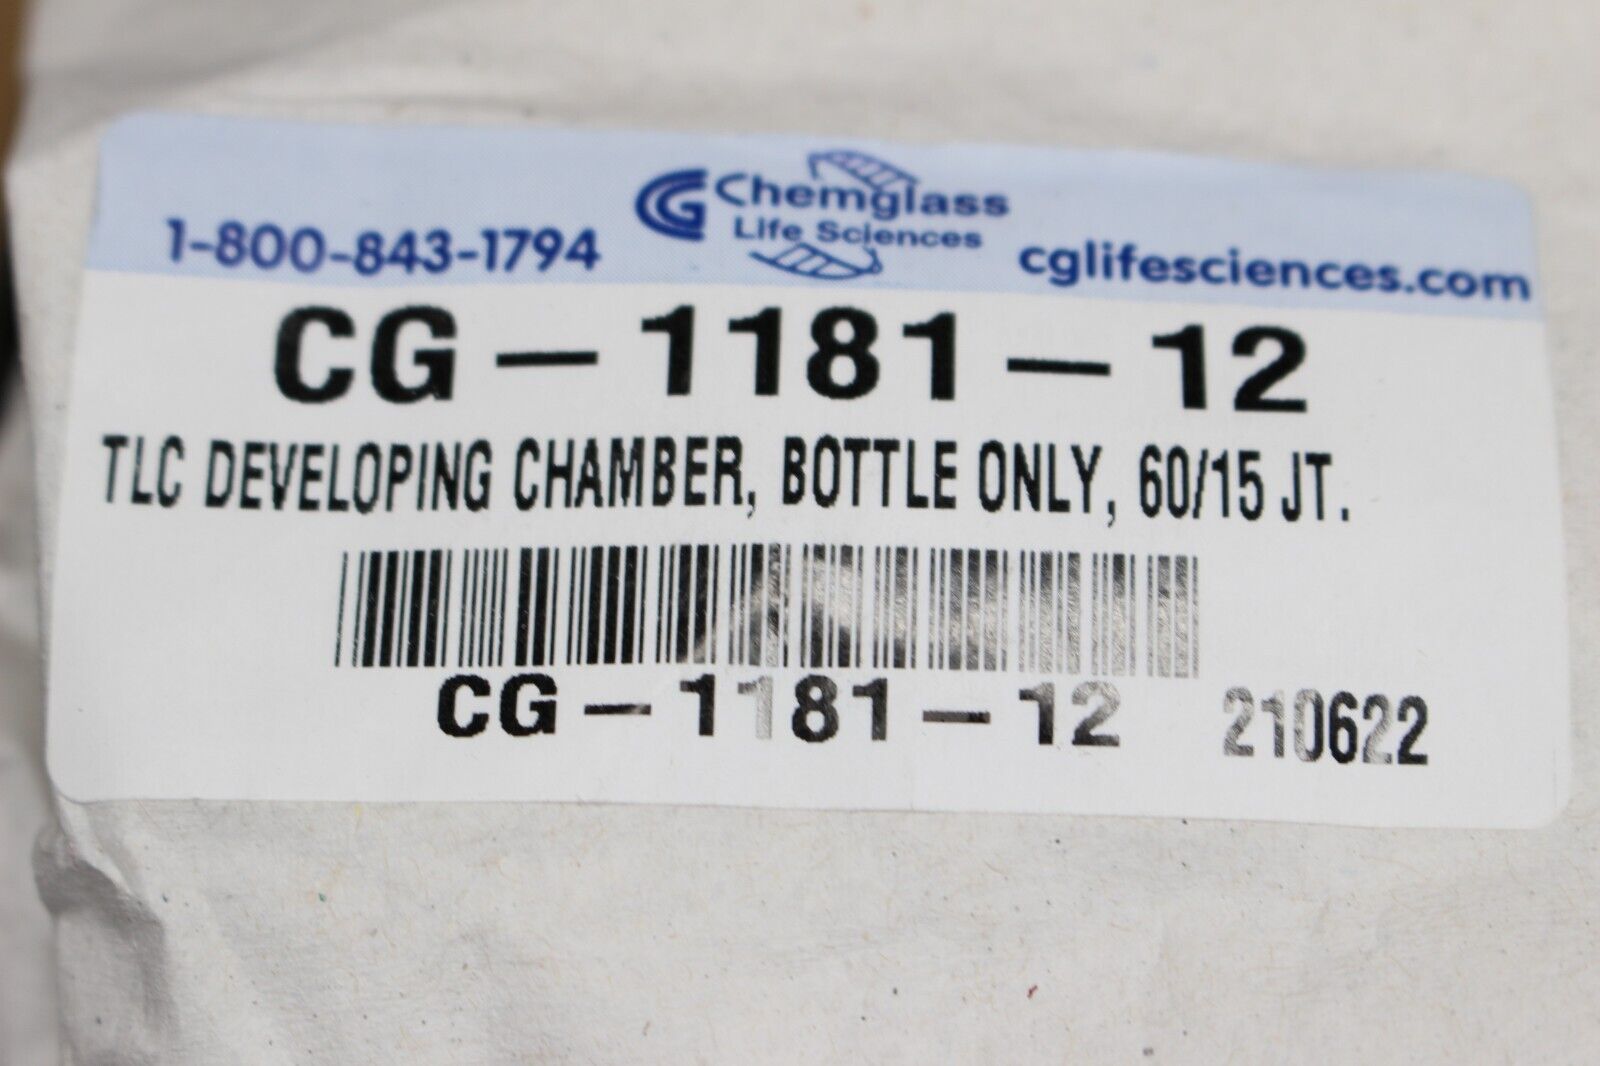 1-800-843-1794
CG Chemglass
Life Sciences
cglifesciences.com
CG-1181-12
TLC DEVELOPING CHAMBER, BOTTLE ONLY, 60/15 JT.
CG-1181-12 210622